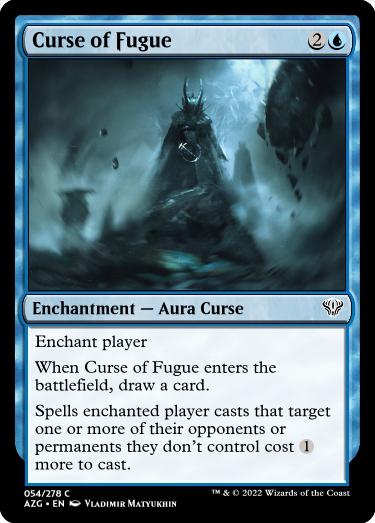 Curse of Fugue 2
Enchantment — Aura Curse
Enchant player
When Curse of Fugue enters the
battlefield, draw a card.
Spells enchanted player casts that target
one or more of their opponents or
permanents they don't control cost 1
more to cast.
054/278 C
AZG • EN Vladimir Matyukhin
™ & © 2022 Wizards of the Coast